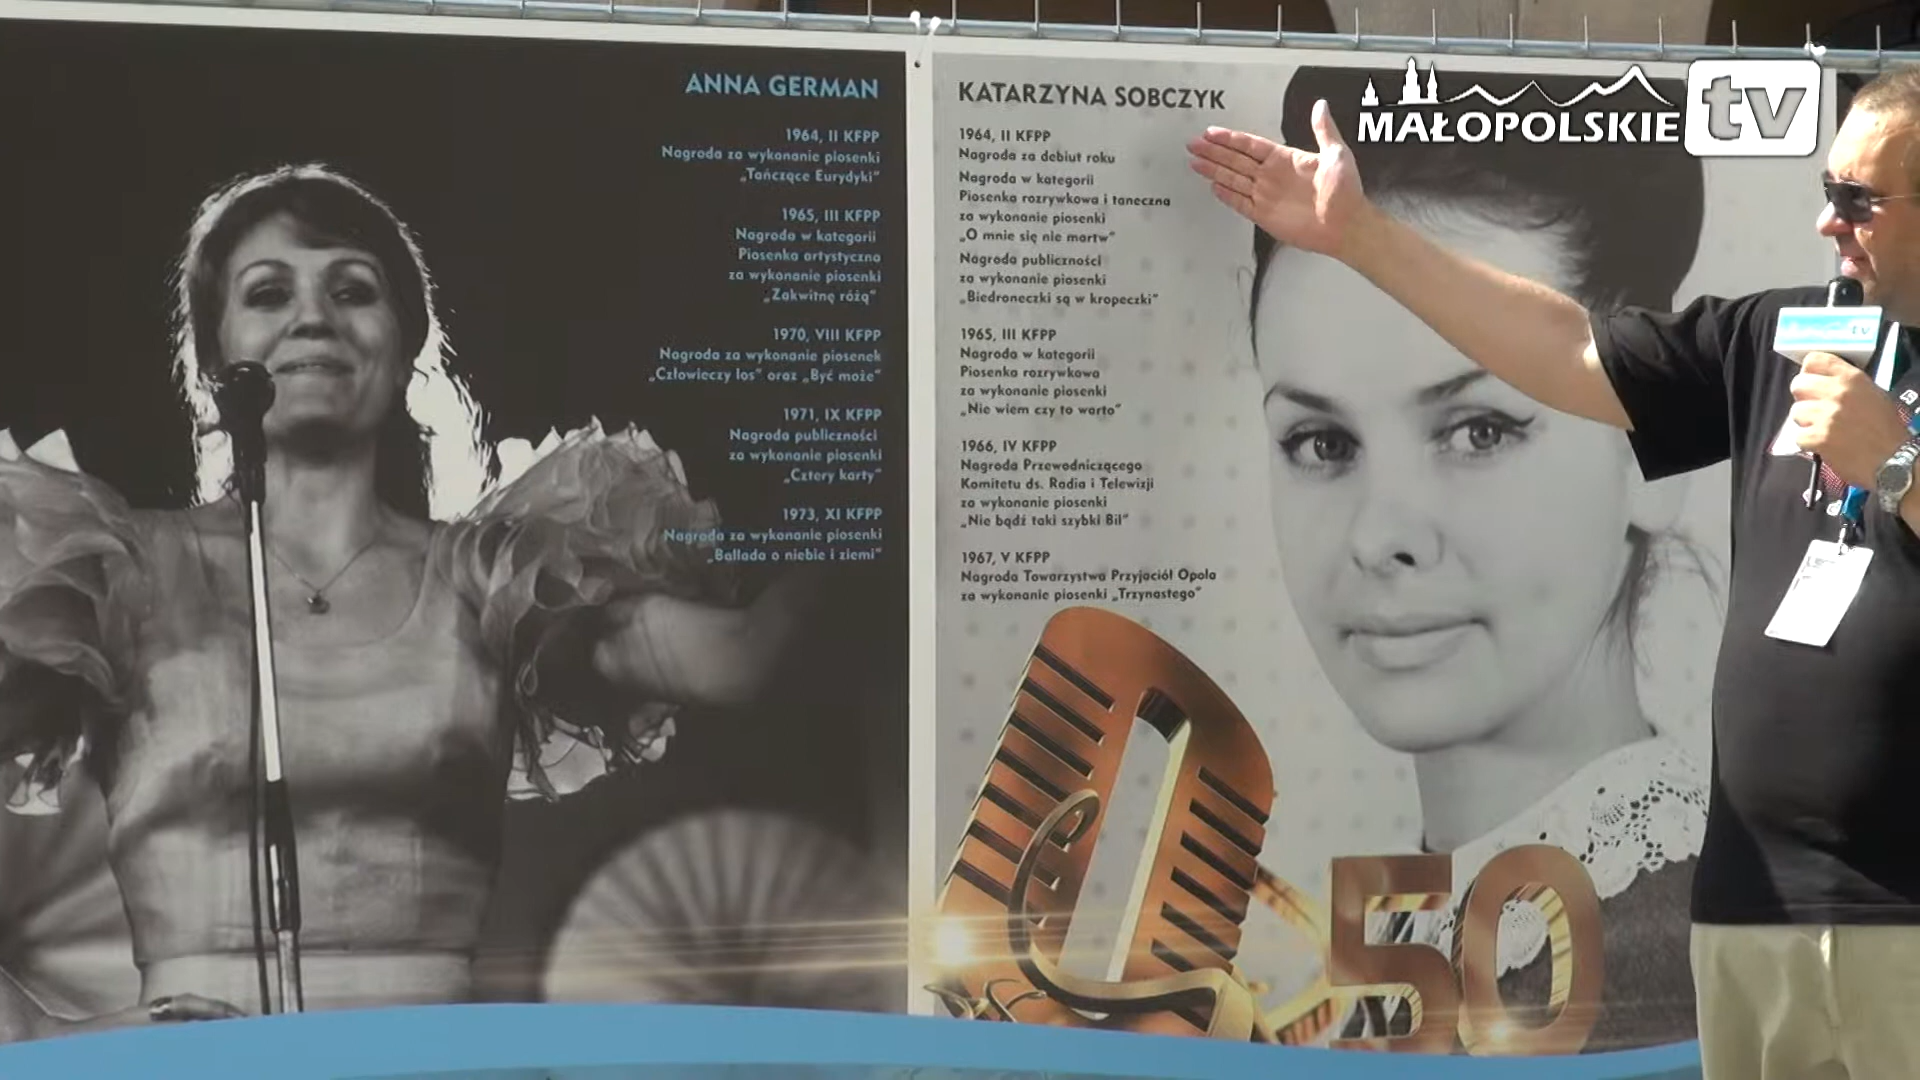 ANNA GERMAN
1964, II KFPP
Nagroda za wykonanie piosenki
„Tańczące Eurydyki”
1965, III KFPP
Nagroda w kategorii
Piosenka artystyczna
za wykonanie piosenki
„Zakwitnę różą”
1970, VIII KFPP
Nagroda za wykonanie piosenek
„Człowieczy los” oraz „Być może”
1971, IX KFPP
Nagroda publiczności
za wykonanie piosenki
„Cztery karty”
1973, XI KFPP
Nagroda za wykonanie piosenki
„Ballada o niebie i ziemi”
KATARZYNA SOBCZYK
1964, II KFPP
Nagroda za debiut roku
Nagroda w kategorii
Piosenka rozrywkowa i taneczna
za wykonanie piosenki
„O mnie się nie martw”
Nagroda publiczności
za wykonanie piosenki
„Biedroneczki są w kropeczki”
1965, III KFPP
Nagroda w kategorii
Piosenka rozrywkowa
za wykonanie piosenki
„Nie wiem czy to warto”
1966, IV KFPP
Nagroda Przewodniczącego
Komitetu ds. Radia i Telewizji
za wykonanie piosenki
„Nie bądź taki szybki Bil”
1967, V KFPP
Nagroda Towarzystwa Przyjaciół Opola
za wykonanie piosenki „Trzynastego”
50
MAŁOPOLSKIE tv
tv